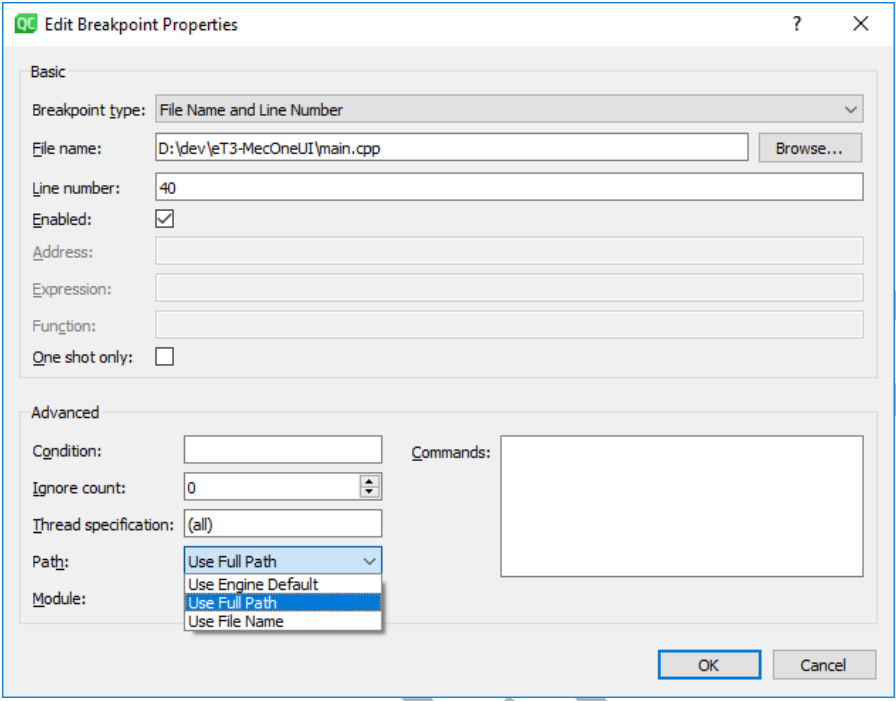 QC Edit Breakpoint Properties ?
Basic
Breakpoint type: File Name and Line Number
File name: D:\dev\eT3-MecOneUI\main.cpp Browse...
Line number: 40
Enabled:
Address:
Expression:
Function:
One shot only:
Advanced
Condition: Commands:
Ignore count: 0
Thread specification: (all)
Path: Use Full Path
Use Engine Default
Module: Use Full Path
Use File Name
OK Cancel